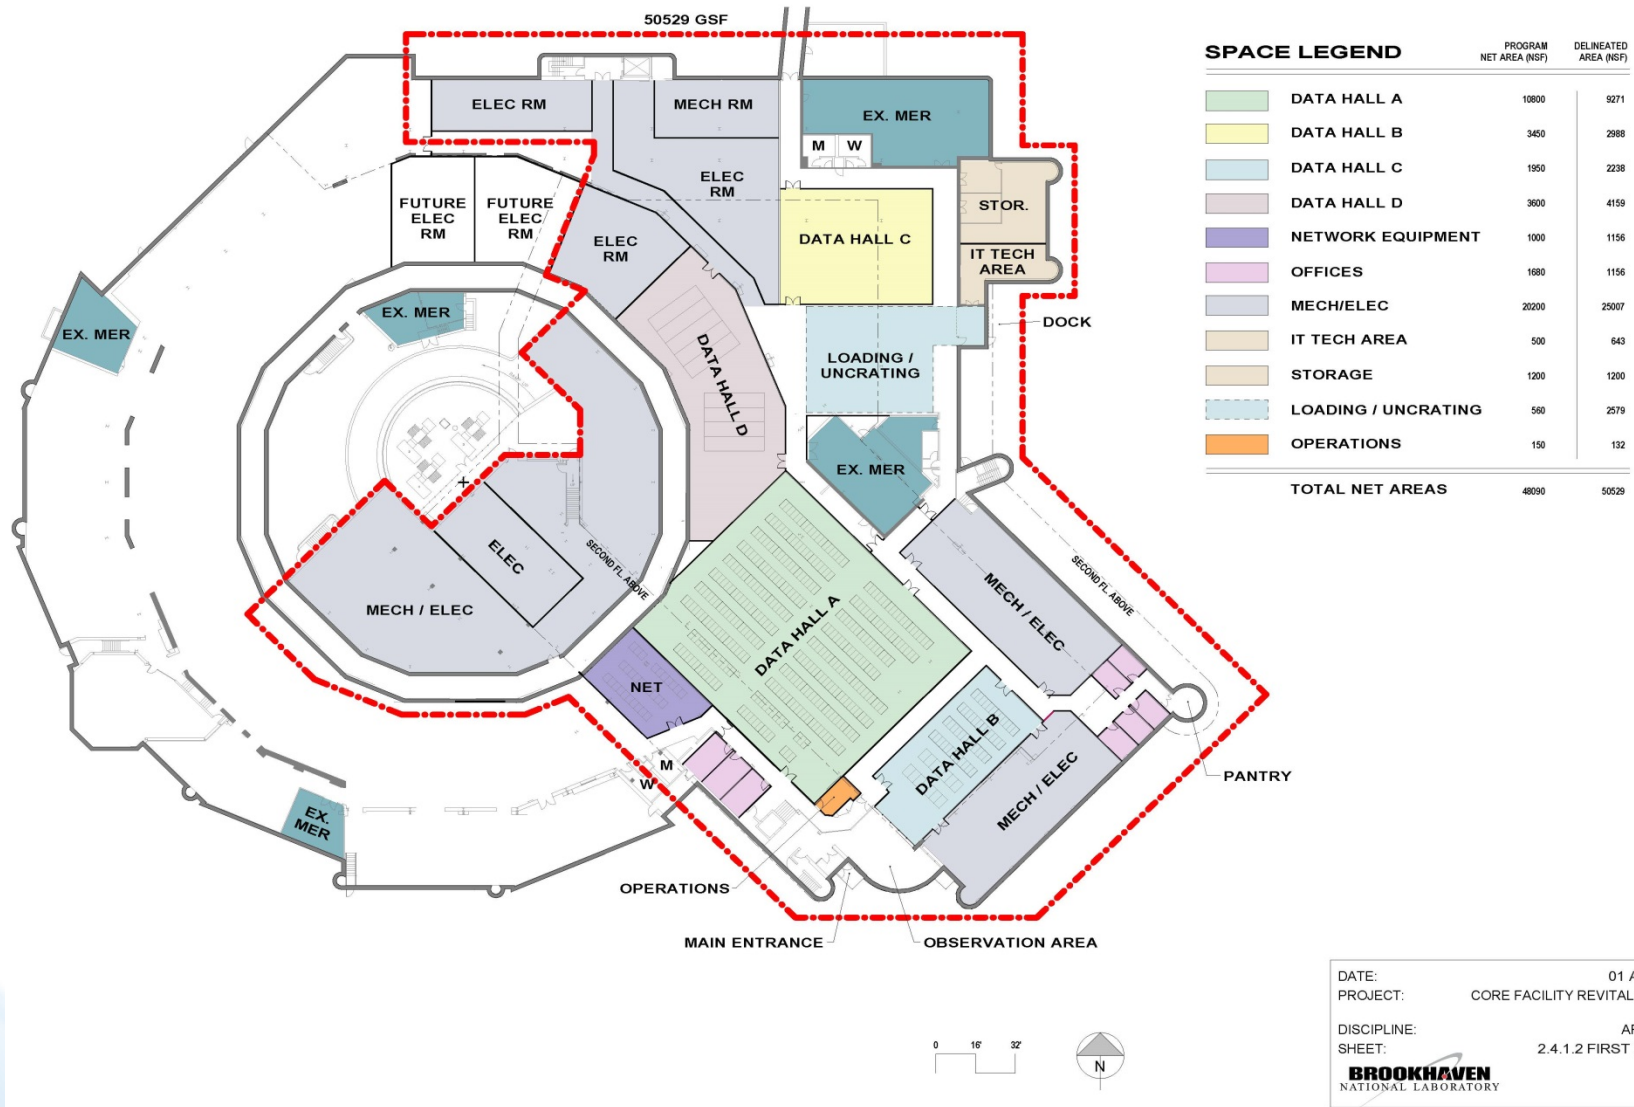 50529 GSF
ELEC RM
MECH RM
EX. MER
M
W
ELEC
RM
FUTURE
ELEC
RM
FUTURE
ELEC
RM
ELEC
RM
DATA HALL C
STOR.
IT TECH
AREA
EX. MER
EX. MER
DOCK
DATA HALL D
LOADING /
UNCRATING
EX. MER
ELEC
SECOND FL. ABOVE
MECH / ELEC
SECOND FL. ABOVE
MECH / ELEC
DATA HALL A
NET
DATA HALL B
MECH / ELEC
M
W
PANTRY
EX.
MER
OPERATIONS
MAIN ENTRANCE
OBSERVATION AREA
SPACE LEGEND PROGRAM NET AREA (NSF) DELINEATED AREA (NSF)
DATA HALL A 10800 9271
DATA HALL B 3450 2988
DATA HALL C 1950 2238
DATA HALL D 3600 4159
NETWORK EQUIPMENT 1000 1156
OFFICES 1680 1156
MECH/ELEC 20200 25007
IT TECH AREA 500 643
STORAGE 1200 1200
LOADING / UNCRATING 560 2579
OPERATIONS 150 132
TOTAL NET AREAS 48090 50529
0 16' 32'
N
DATE: 01 A
PROJECT: CORE FACILITY REVITAL
DISCIPLINE: AR
SHEET: 2.4.1.2 FIRST
BROOKHAVEN
NATIONAL LABORATORY